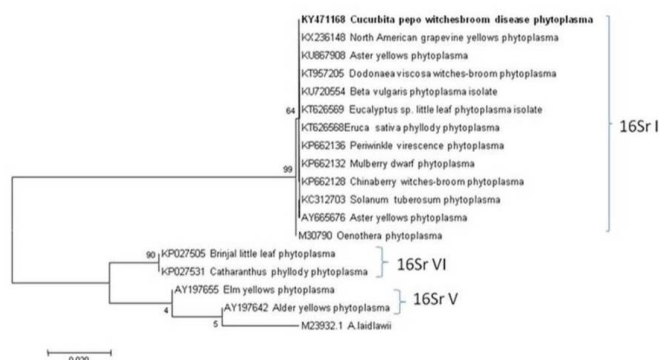 KY471168 Cucurbita pepo witchesbroom disease phytoplasma
KX236148 North American grapevine yellows phytoplasma
KU867908 Aster yellows phytoplasma
KT957205 Dodonaea viscosa witches-broom phytoplasma
KU720554 Beta vulgaris phytoplasma isolate
64 KT626569 Eucalyptus sp. little leaf phytoplasma isolate
KT626568Eruca sativa phyllody phytoplasma
16Sr I
KP662136 Periwinkle virescence phytoplasma
KP662132 Mulberry dwarf phytoplasma
99
KP662128 Chinaberry witches-broom phytoplasma
KC312703 Solanum tuberosum phytoplasma
AY665676 Aster yellows phytoplasma
M30790 Oenothera phytoplasma
90 KP027505 Brinjal little leaf phytoplasma
16Sr VI
KP027531 Catharanthus phyllody phytoplasma
AY197655 Elm yellows phytoplasma
16Sr V
4 AY197642 Alder yellows phytoplasma
5 M23932.1 A.laidlawii